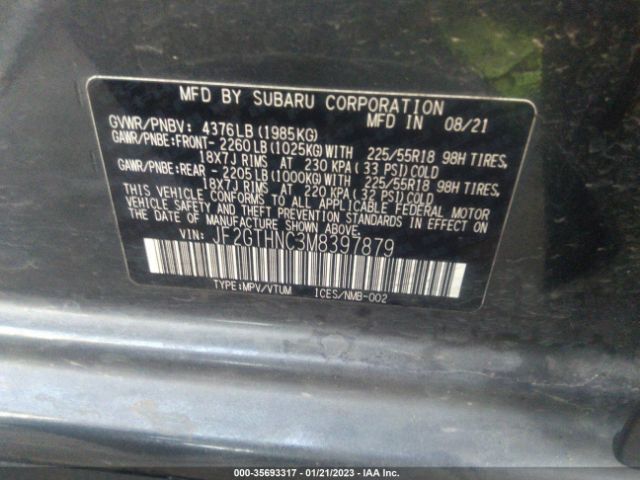 MFD BY SUBARU CORPORATION
MFD IN 08/21
GVWR/PNBV: 4376LB(1985KG)
GAWR/PNBE:FRONT- 2260LB(1025KG)WITH 225/55R18 98H TIRES,
18X7J RIMS AT 230 KPA(33 PSI)COLD
GAWR/PNBE:REAR - 2205LB(1000KG)WITH 225/55R18 98H TIRES,
18X7J RIMS AT 220 KPA(32 PSI)COLD
THIS VEHICLE CONFORMS TO ALL APPLICABLE FEDERAL MOTOR
VEHICLE SAFETY AND THEFT PREVENTION STANDARDS IN EFFECT ON
THE DATE OF MANUFACTURE SHOWN ABOVE.
VIN: JF2GTHNC3M8397879
TYPE:MPV/VTUM ICES/NMB-002
000-35693317 / 01/21/2023 - IAA Inc.